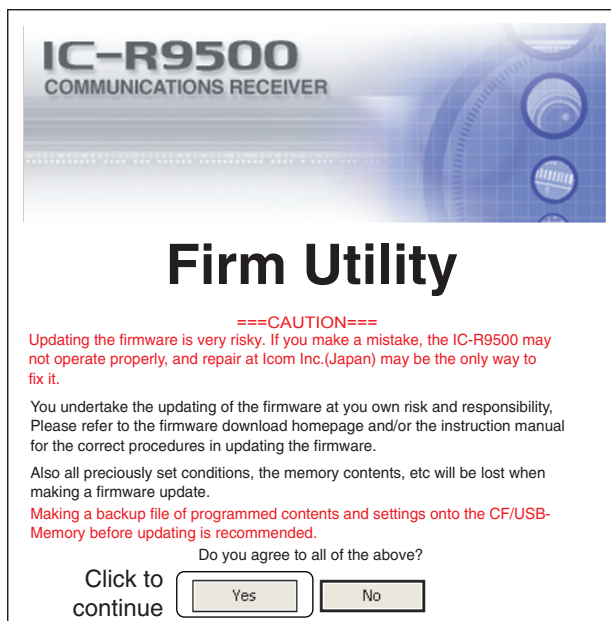 IC-R9500
COMMUNICATIONS RECEIVER
Firm Utility
===CAUTION===
Updating the firmware is very risky. If you make a mistake, the IC-R9500 may
not operate properly, and repair at Icom Inc.(Japan) may be the only way to
fix it.
You undertake the updating of the firmware at you own risk and responsibility,
Please refer to the firmware download homepage and/or the instruction manual
for the correct procedures in updating the firmware.
Also all preciously set conditions, the memory contents, etc will be lost when
making a firmware update.
Making a backup file of programmed contents and settings onto the CF/USB-
Memory before updating is recommended.
Do you agree to all of the above?
Click to
continue
Yes
No